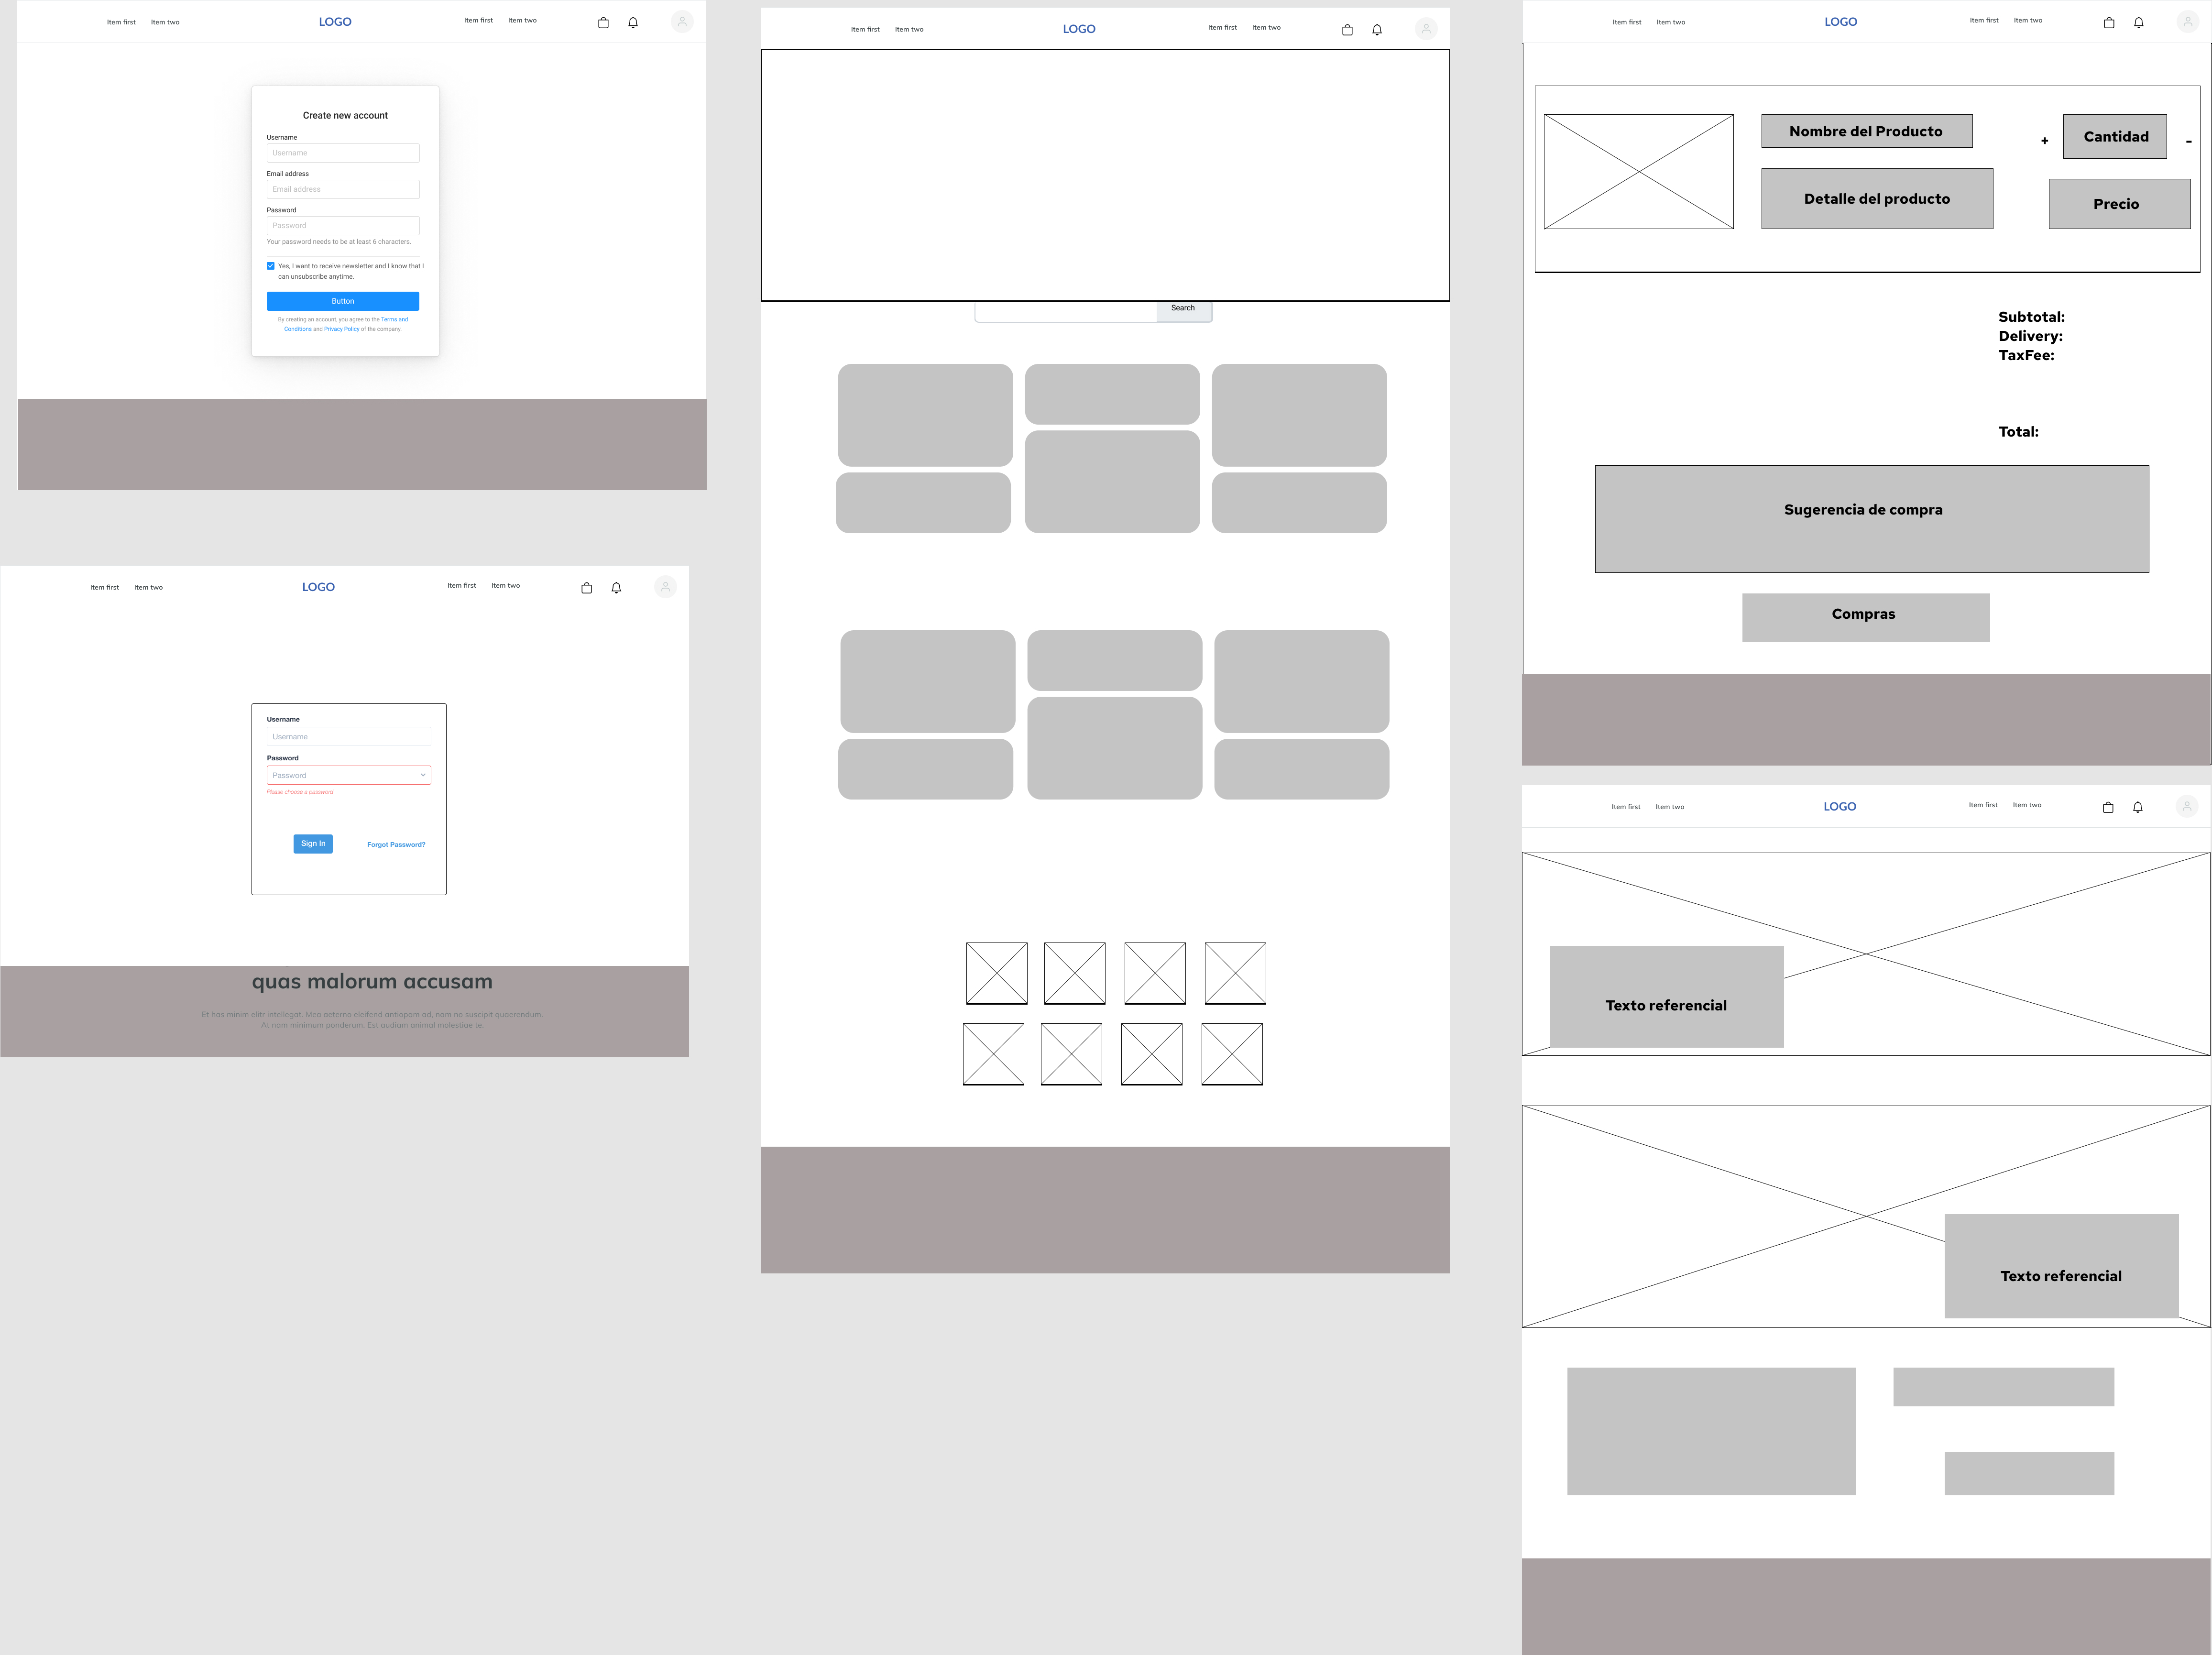 Item first Item two LOGO Item first Item two
Create new account
Username
Username
Email address
Email address
Password
Password
Your password needs to be at least 6 characters.
Yes, I want to receive newsletter and I know that I
can unsubscribe anytime.
Button
By creating an account, you agree to the Terms and
Conditions and Privacy Policy of the company.
Item first Item two LOGO Item first Item two
Username
Username
Password
Password
Please choose a password.
Sign In Forgot Password?
quas malorum accusam
Et has minim elitr intellegat. Mea aeterno eleifend antiopam ad, nam no suscipit quaerendum.
At nam minimum ponderum. Est audiam animal molestiae te.
Item first Item two LOGO Item first Item two
Search
Item first Item two LOGO Item first Item two
Nombre del Producto
+ Cantidad -
Detalle del producto
Precio
Subtotal:
Delivery:
TaxFee:
Total:
Sugerencia de compra
Compras
Item first Item two LOGO Item first Item two
Texto referencial
Texto referencial